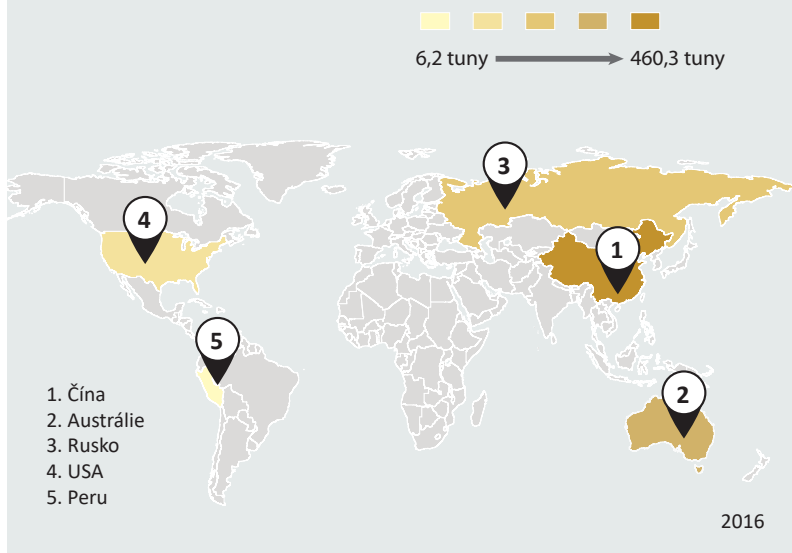 6,2 tuny 460,3 tuny
3
4
1
5
2
1. Čína
2. Austrálie
3. Rusko
4. USA
5. Peru
2016